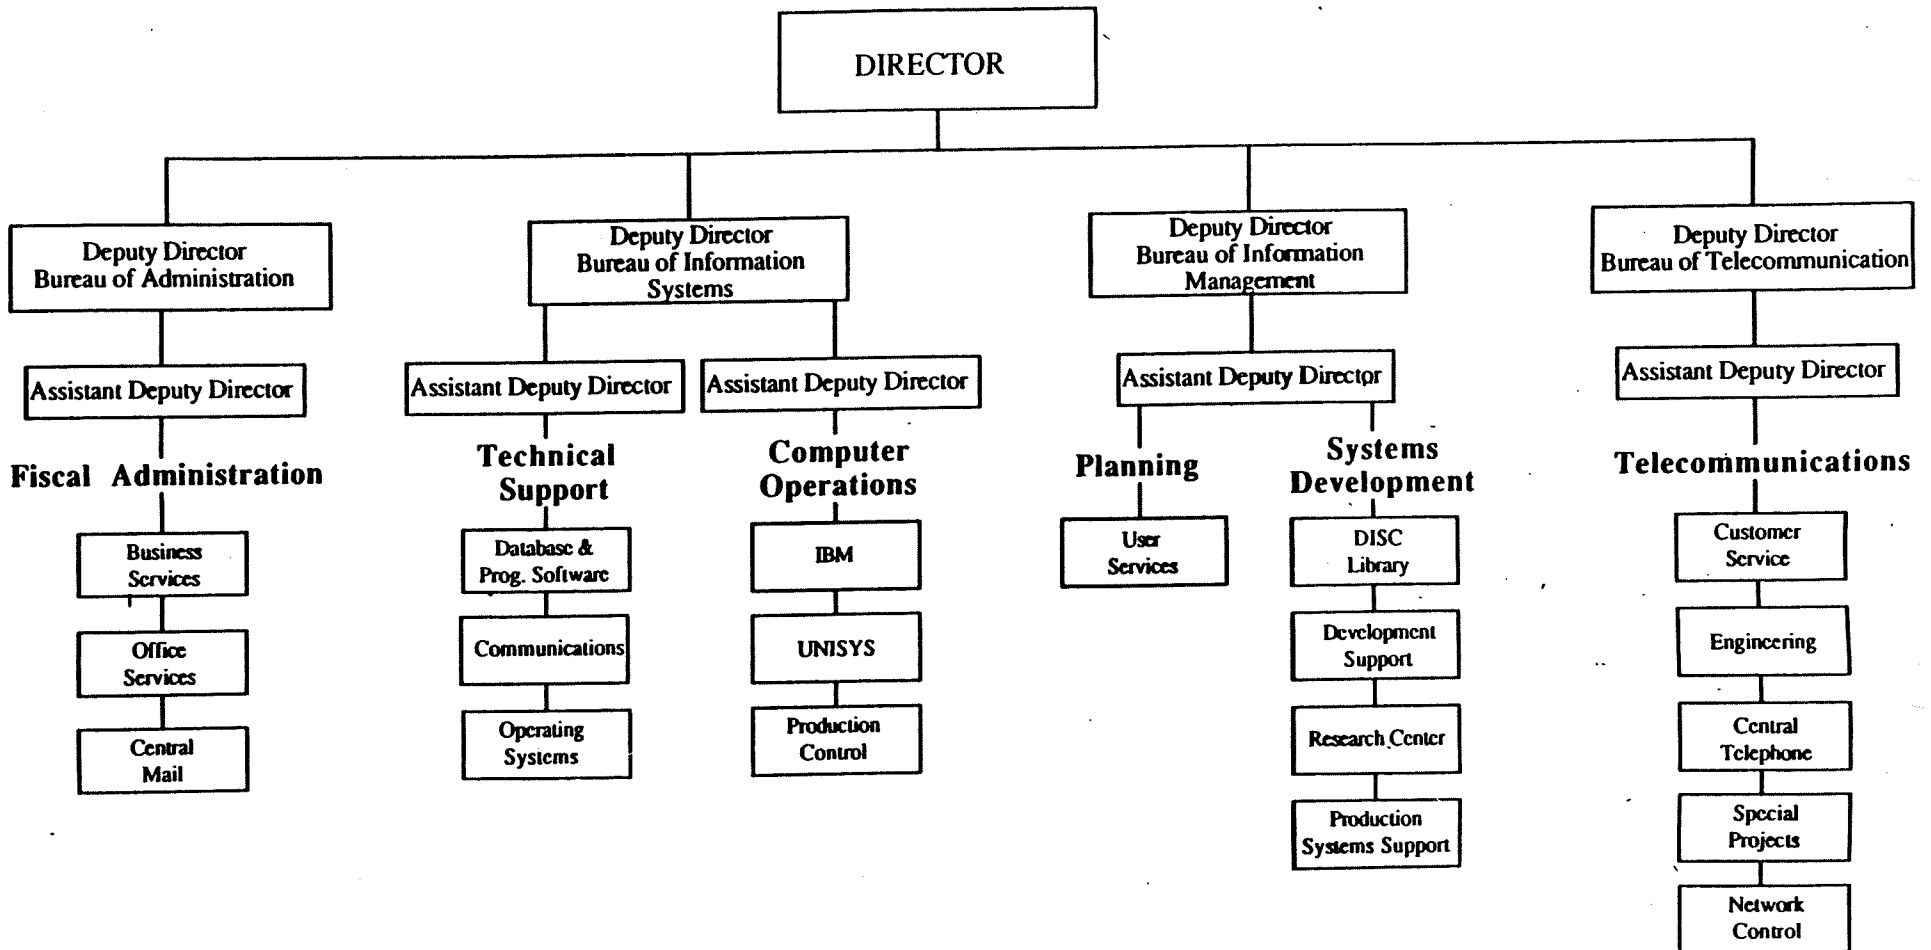 DIRECTOR
Deputy Director
Bureau of Administration
Assistant Deputy Director
Fiscal Administration
Business
Services
Office
Services
Central
Mail
Deputy Director
Bureau of Information
Systems
Assistant Deputy Director
Technical
Support
Database &
Prog. Software
Communications
Operating
Systems
Assistant Deputy Director
Computer
Operations
IBM
UNISYS
Production
Control
Deputy Director
Bureau of Information
Management
Assistant Deputy Director
Planning
User
Services
Systems
Development
DISC
Library
Development
Support
Research Center
Production
Systems Support
Deputy Director
Bureau of Telecommunication
Assistant Deputy Director
Telecommunications
Customer
Service
Engineering
Central
Telephone
Special
Projects
Network
Control